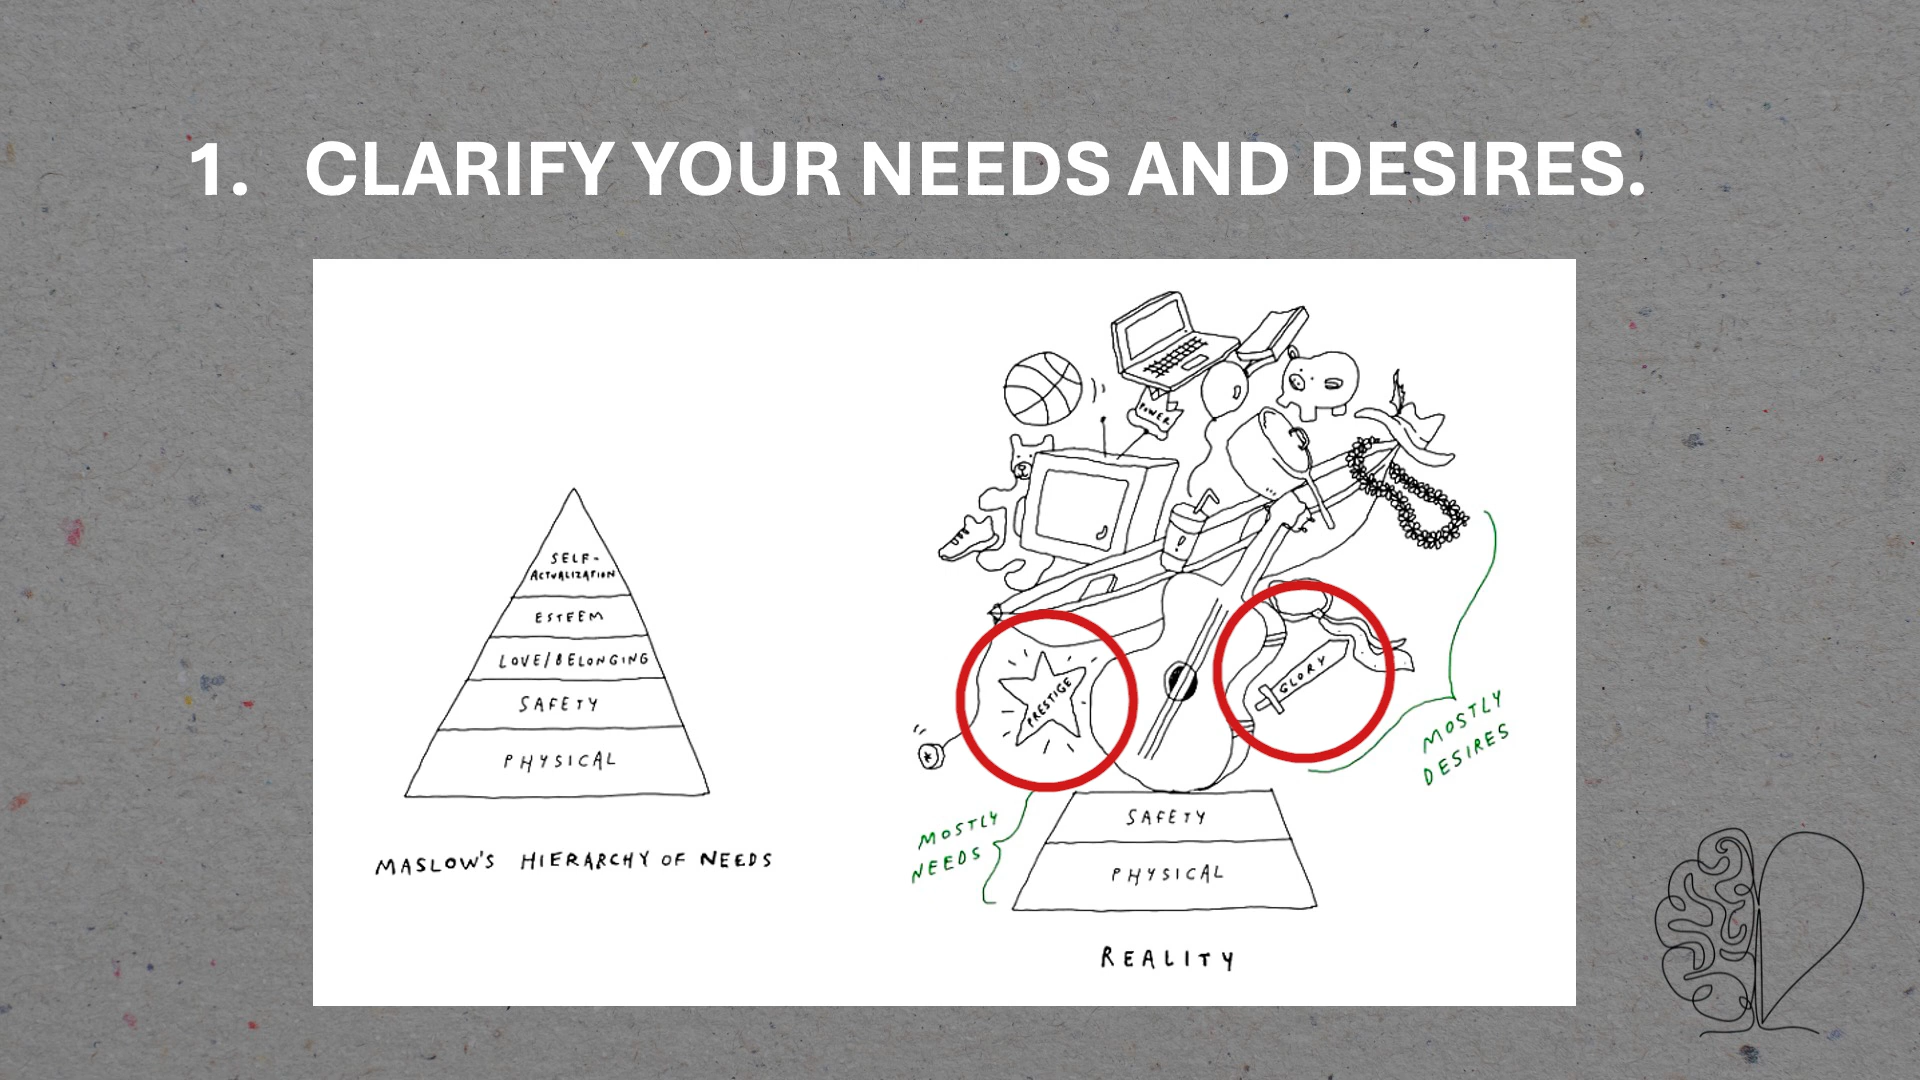 1. CLARIFY YOUR NEEDS AND DESIRES.
SELF-
ACTUALIZATION
ESTEEM
LOVE/BELONGING
SAFETY
PHYSICAL
MASLOW'S HIERARCHY OF NEEDS
POWER
!
PRESTIGE
GLORY
MOSTLY
DESIRES
MOSTLY
NEEDS
SAFETY
PHYSICAL
REALITY